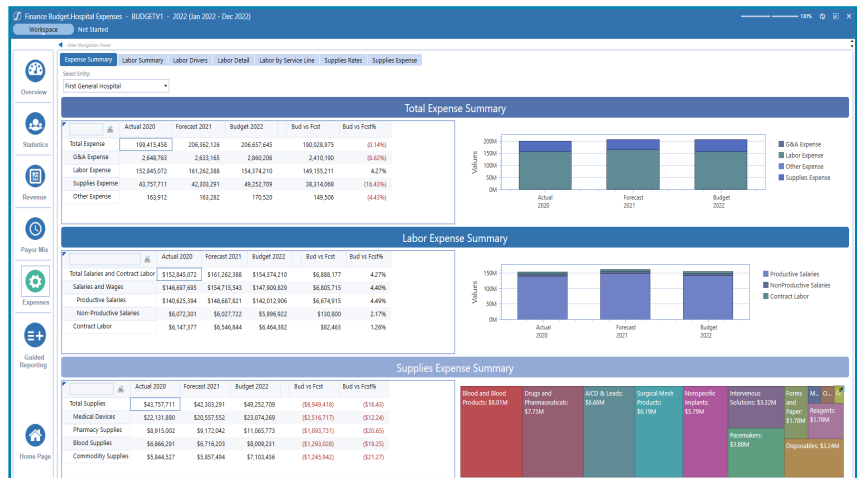 Finance Budget.Hospital Expenses - BUDGETV1 - 2022 (Jan 2022 - Dec 2022)
100%
Workspace Not Started
Hide Navigation Panel
Overview
Statistics
Revenue
Payor Mix
Expenses
Guided
Reporting
Home Page
Expense Summary Labor Summary Labor Drivers Labor Detail Labor by Service Line Supplies Rates Supplies Expense
Select Entity:
First General Hospital
Total Expense Summary
Actual 2020 Forecast 2021 Budget 2022 Bud vs Fcst Bud vs Fcst%
Total Expense 199,415,458 206,362,126 206,657,645 190,028,975 (0.14%)
G&A Expense 2,648,763 2,633,165 2,860,206 2,410,190 (8.62%)
Labor Expense 152,845,072 161,262,388 154,374,210 149,155,211 4.27%
Supplies Expense 43,757,711 42,303,291 49,252,709 38,314,068 (16.43%)
Other Expense 163,912 163,282 170,520 149,506 (4.43%)
Values
200M
150M
100M
50M
0M
Actual
2020
Forecast
2021
Budget
2022
G&A Expense
Labor Expense
Other Expense
Supplies Expense
Labor Expense Summary
Actual 2020 Forecast 2021 Budget 2022 Bud vs Fcst Bud vs Fcst%
Total Salaries and Contract Labor $152,845,072 $161,262,388 $154,374,210 $6,888,177 4.27%
Salaries and Wages $146,697,695 $154,715,543 $147,909,829 $6,805,715 4.40%
Productive Salaries $140,625,394 $148,687,821 $142,012,906 $6,674,915 4.49%
Non-Productive Salaries $6,072,301 $6,027,722 $5,896,922 $130,800 2.17%
Contract Labor $6,147,377 $6,546,844 $6,464,382 $82,463 1.26%
Values
150M
100M
50M
0M
Actual
2020
Forecast
2021
Budget
2022
Productive Salaries
NonProductive Salaries
Contract Labor
Supplies Expense Summary
Actual 2020 Forecast 2021 Budget 2022 Bud vs Fcst Bud vs Fcst%
Total Supplies $43,757,711 $42,303,291 $49,252,709 ($6,949,418) ($16.43)
Medical Devices $22,131,890 $20,557,552 $23,074,269 ($2,516,717) ($12.24)
Pharmacy Supplies $8,915,002 $9,172,042 $11,065,773 ($1,893,731) ($20.65)
Blood Supplies $6,866,291 $6,716,203 $8,009,231 ($1,293,028) ($19.25)
Commoditiy Supplies $5,844,527 $5,857,494 $7,103,436 ($1,245,942) ($21.27)
Blood and Blood
Products: $8.01M
Drugs and
Pharmaceuticals:
$7.75M
AICD & Leads:
$6.66M
Surgical Mesh
Products:
$6.19M
Nonspecific
Implants:
$5.79M
Intravenous
Solutions: $3.32M
Pacemakers:
$3.88M
Forms
and
Paper:
$1.78M
M...
O...
Reagents:
$1.78M
Disposables: $3.24M